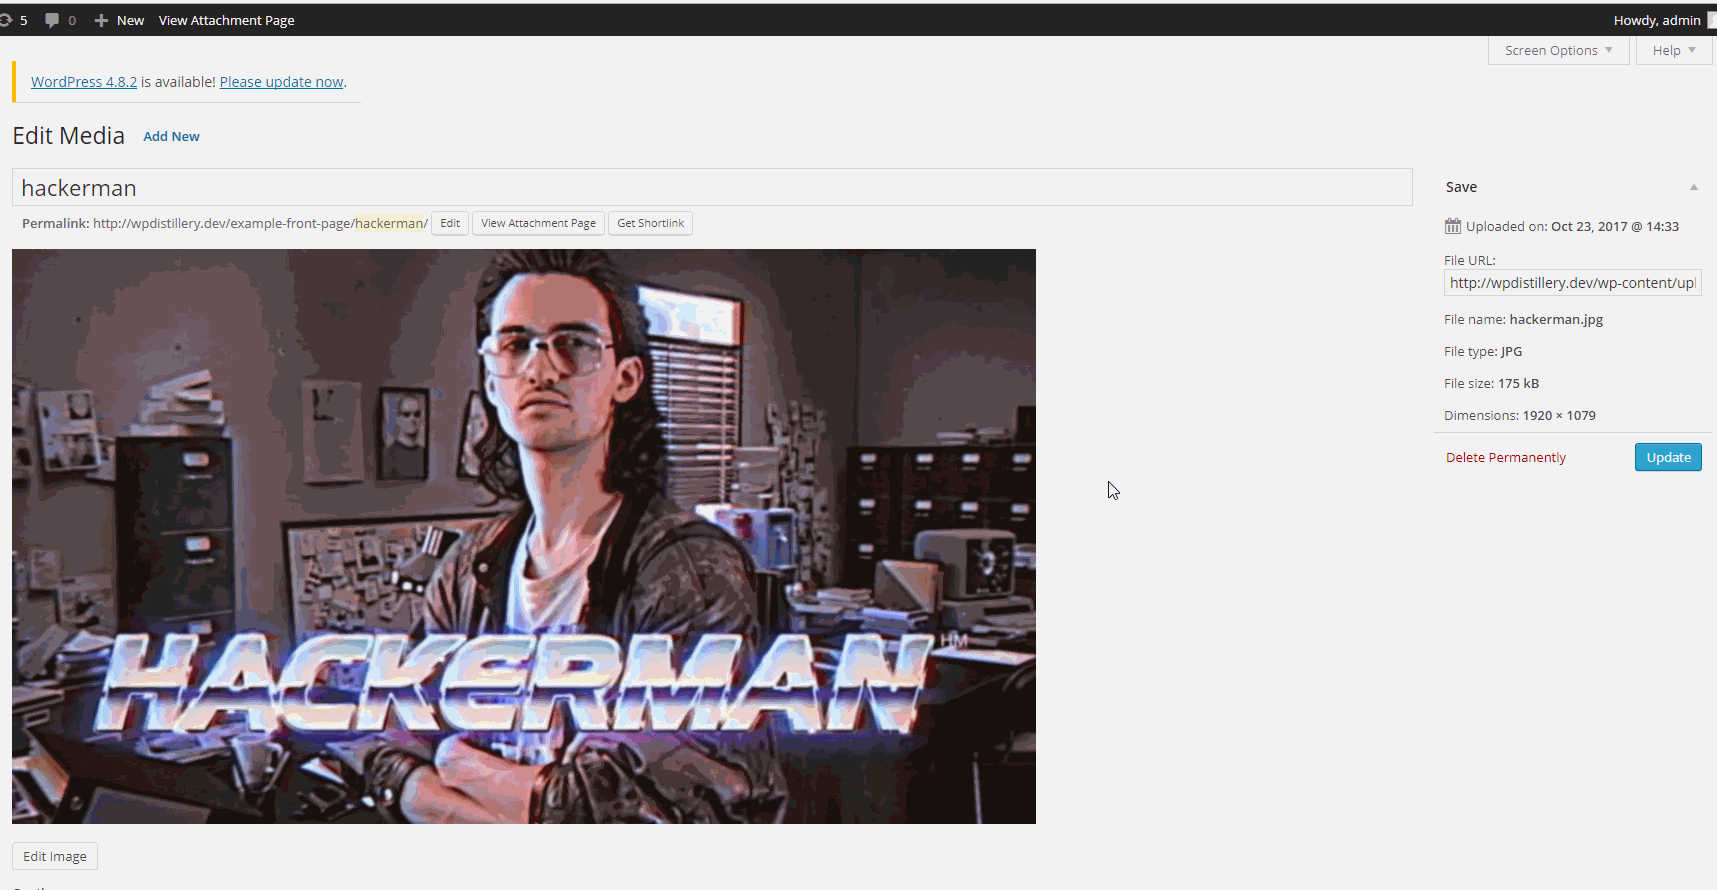 5 0 New View Attachment Page Howdy, admin
Screen Options Help
WordPress 4.8.2 is available! Please update now.
Edit Media Add New
hackerman
Permalink: http://wpdistillery.dev/example-front-page/hackerman/ Edit View Attachment Page Get Shortlink
Save
Uploaded on: Oct 23, 2017 @ 14:33
File URL:
http://wpdistillery.dev/wp-content/upl
File name: hackerman.jpg
File type: JPG
File size: 175 kB
Dimensions: 1920 × 1079
Delete Permanently Update
HACKERMAN HM
Edit Image